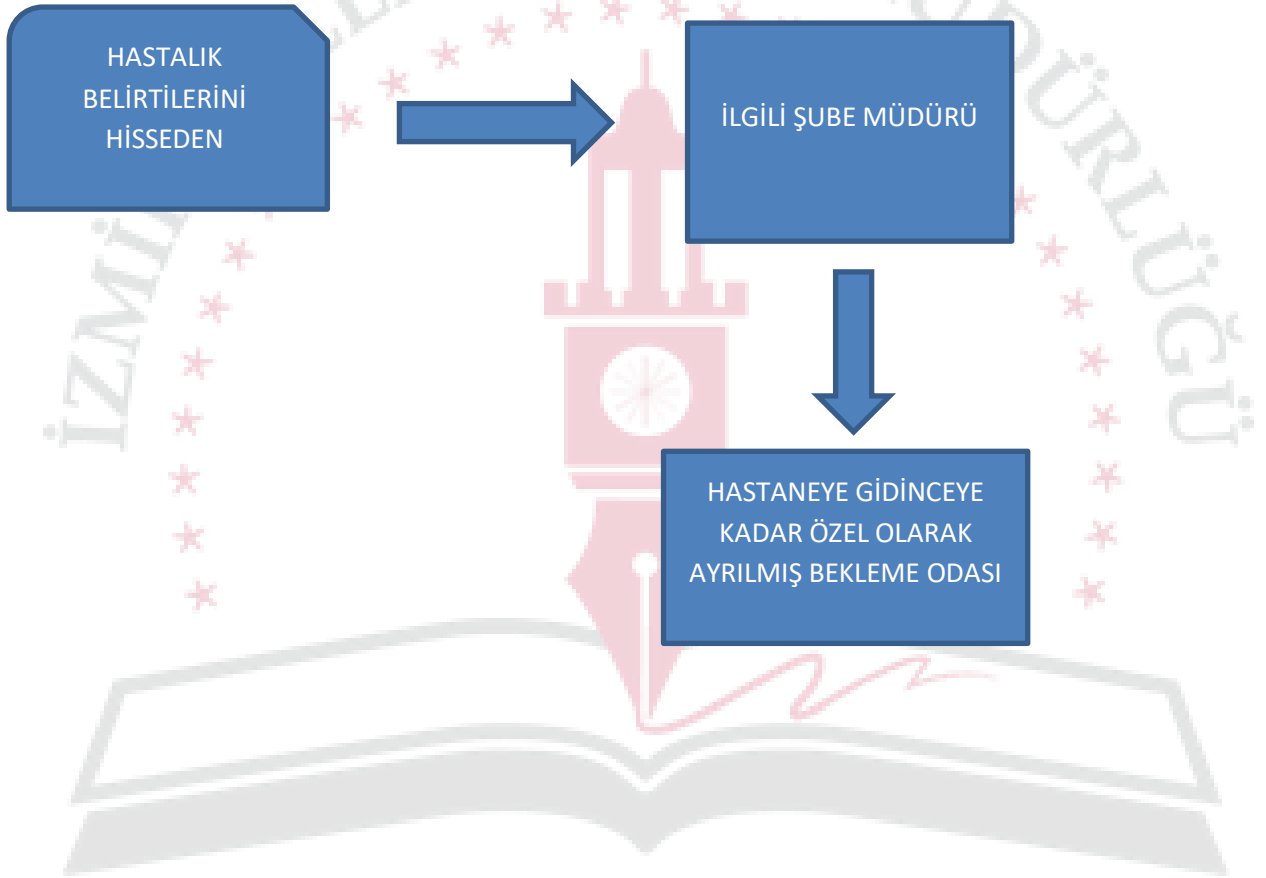 HASTALIK
BELİRTİLERİNİ
HİSSEDEN
İLGİLİ ŞUBE MÜDÜRÜ
HASTANEYE GİDİNCEYE
KADAR ÖZEL OLARAK
AYRILMIŞ BEKLEME ODASI